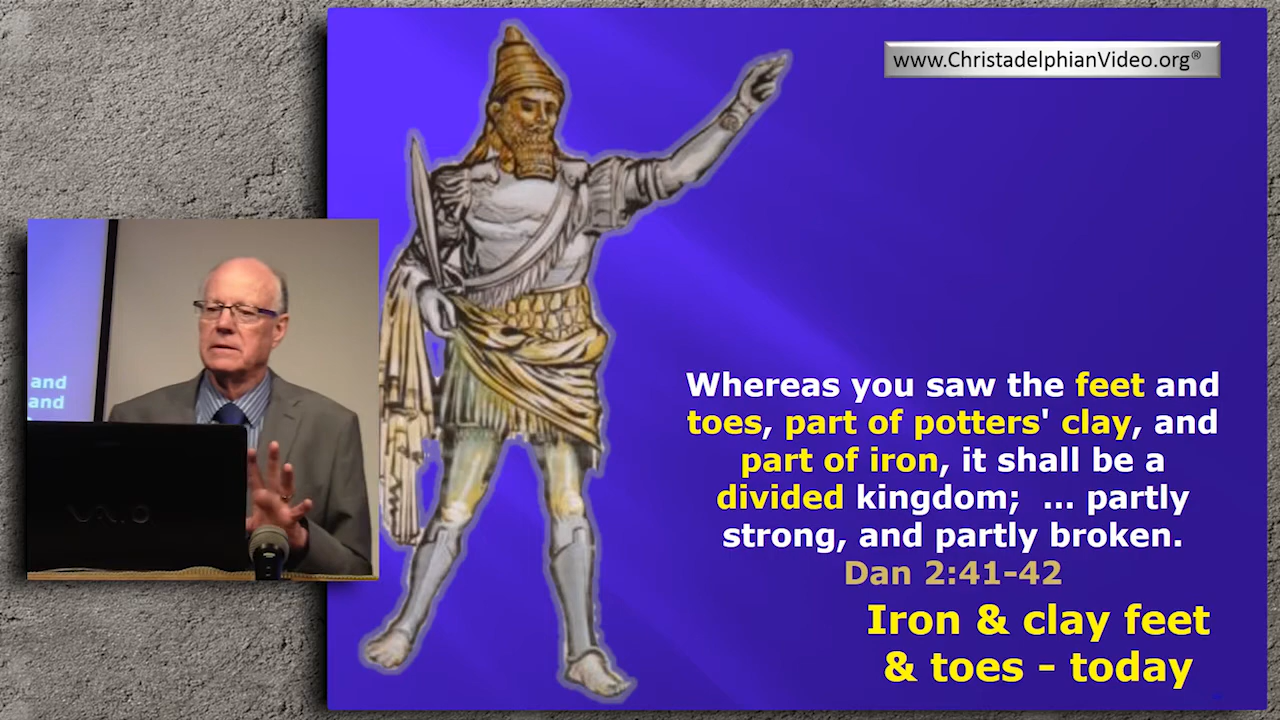 www.ChristadelphianVideo.org®
Whereas you saw the feet and
toes, part of potters' clay, and
part of iron, it shall be a
divided kingdom; ... partly
strong, and partly broken.
Dan 2:41-42
Iron & clay feet
& toes - today
and
and
VAIO